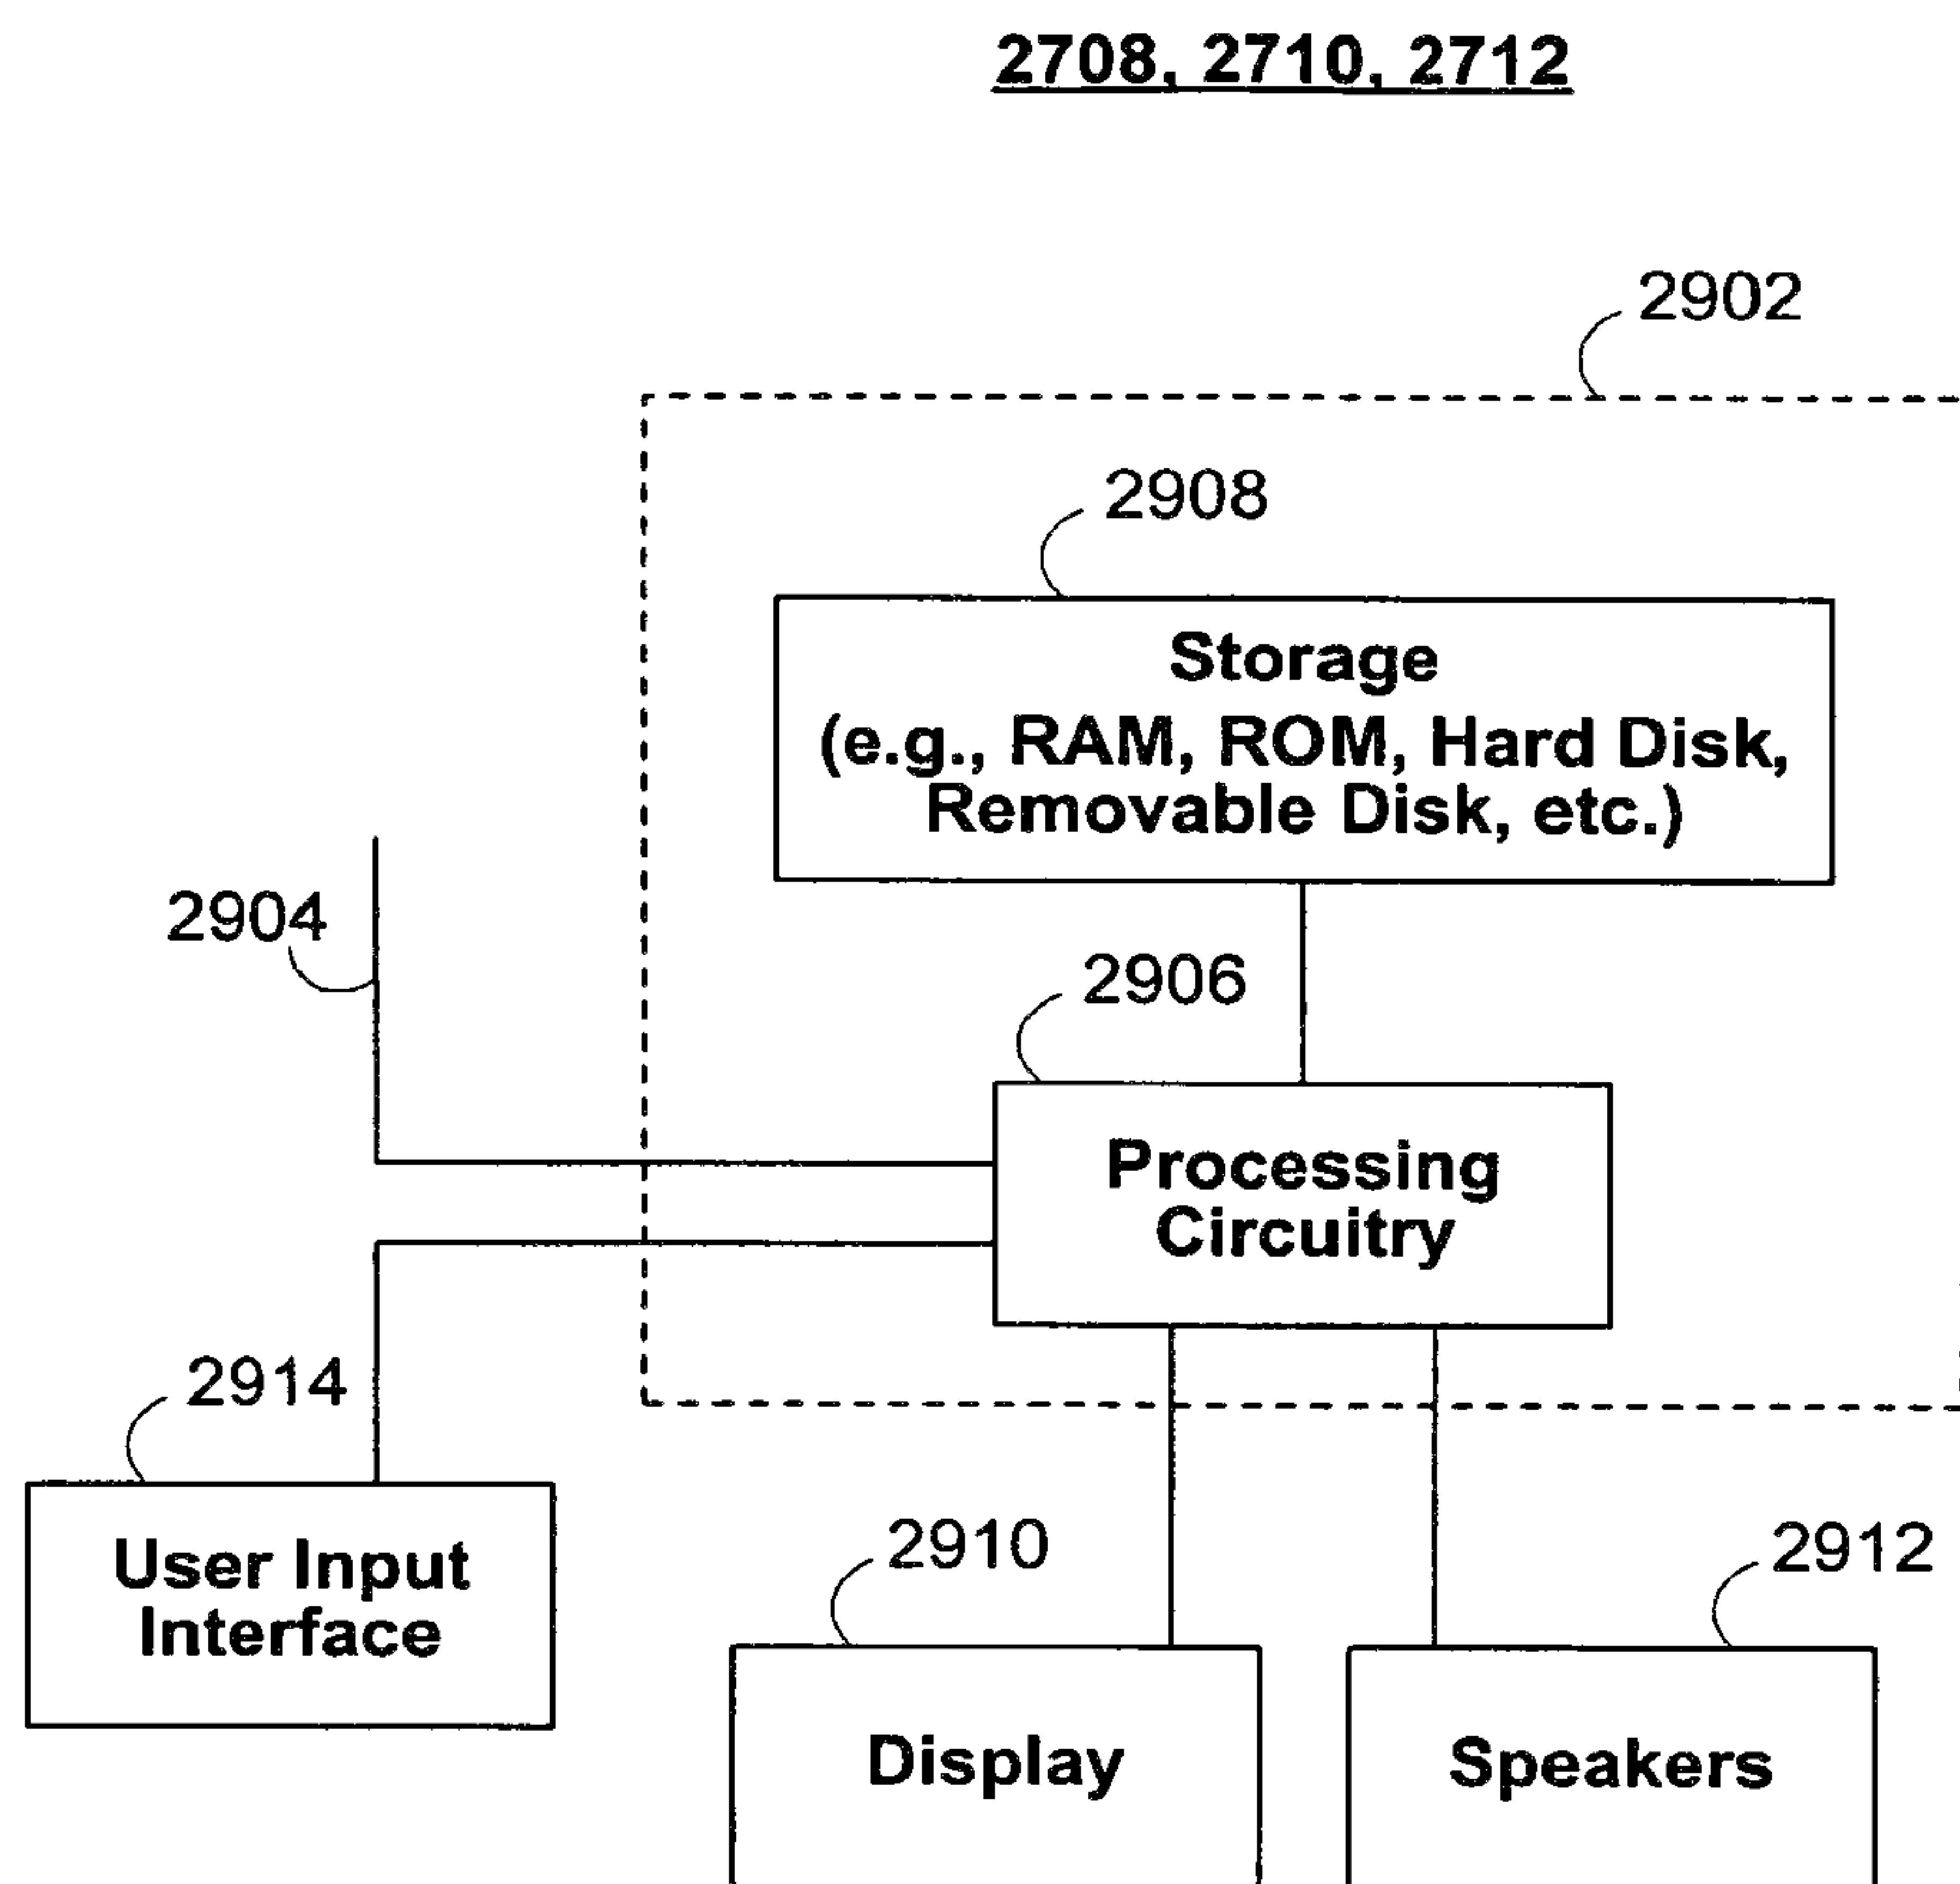 2708, 2710, 2712
2902
2908
Storage
(e.g., RAM, ROM, Hard Disk,
Removable Disk, etc.)
2904
2906
Processing
Circuitry
2914
User Input
Interface
2910
2912
Display
Speakers